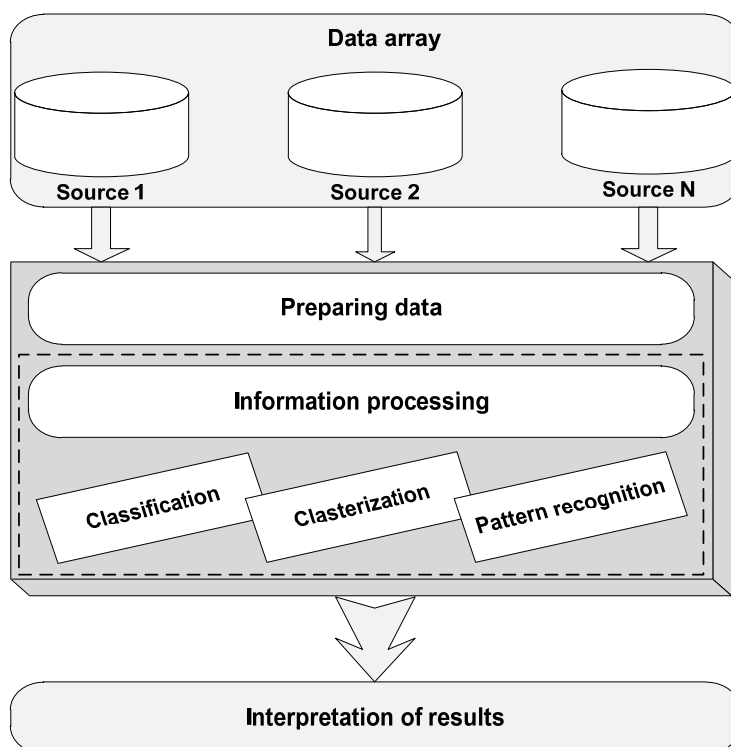 Data array
Source 1
Source 2
Source N
Preparing data
Information processing
Classification
Clasterization
Pattern recognition
Interpretation of results